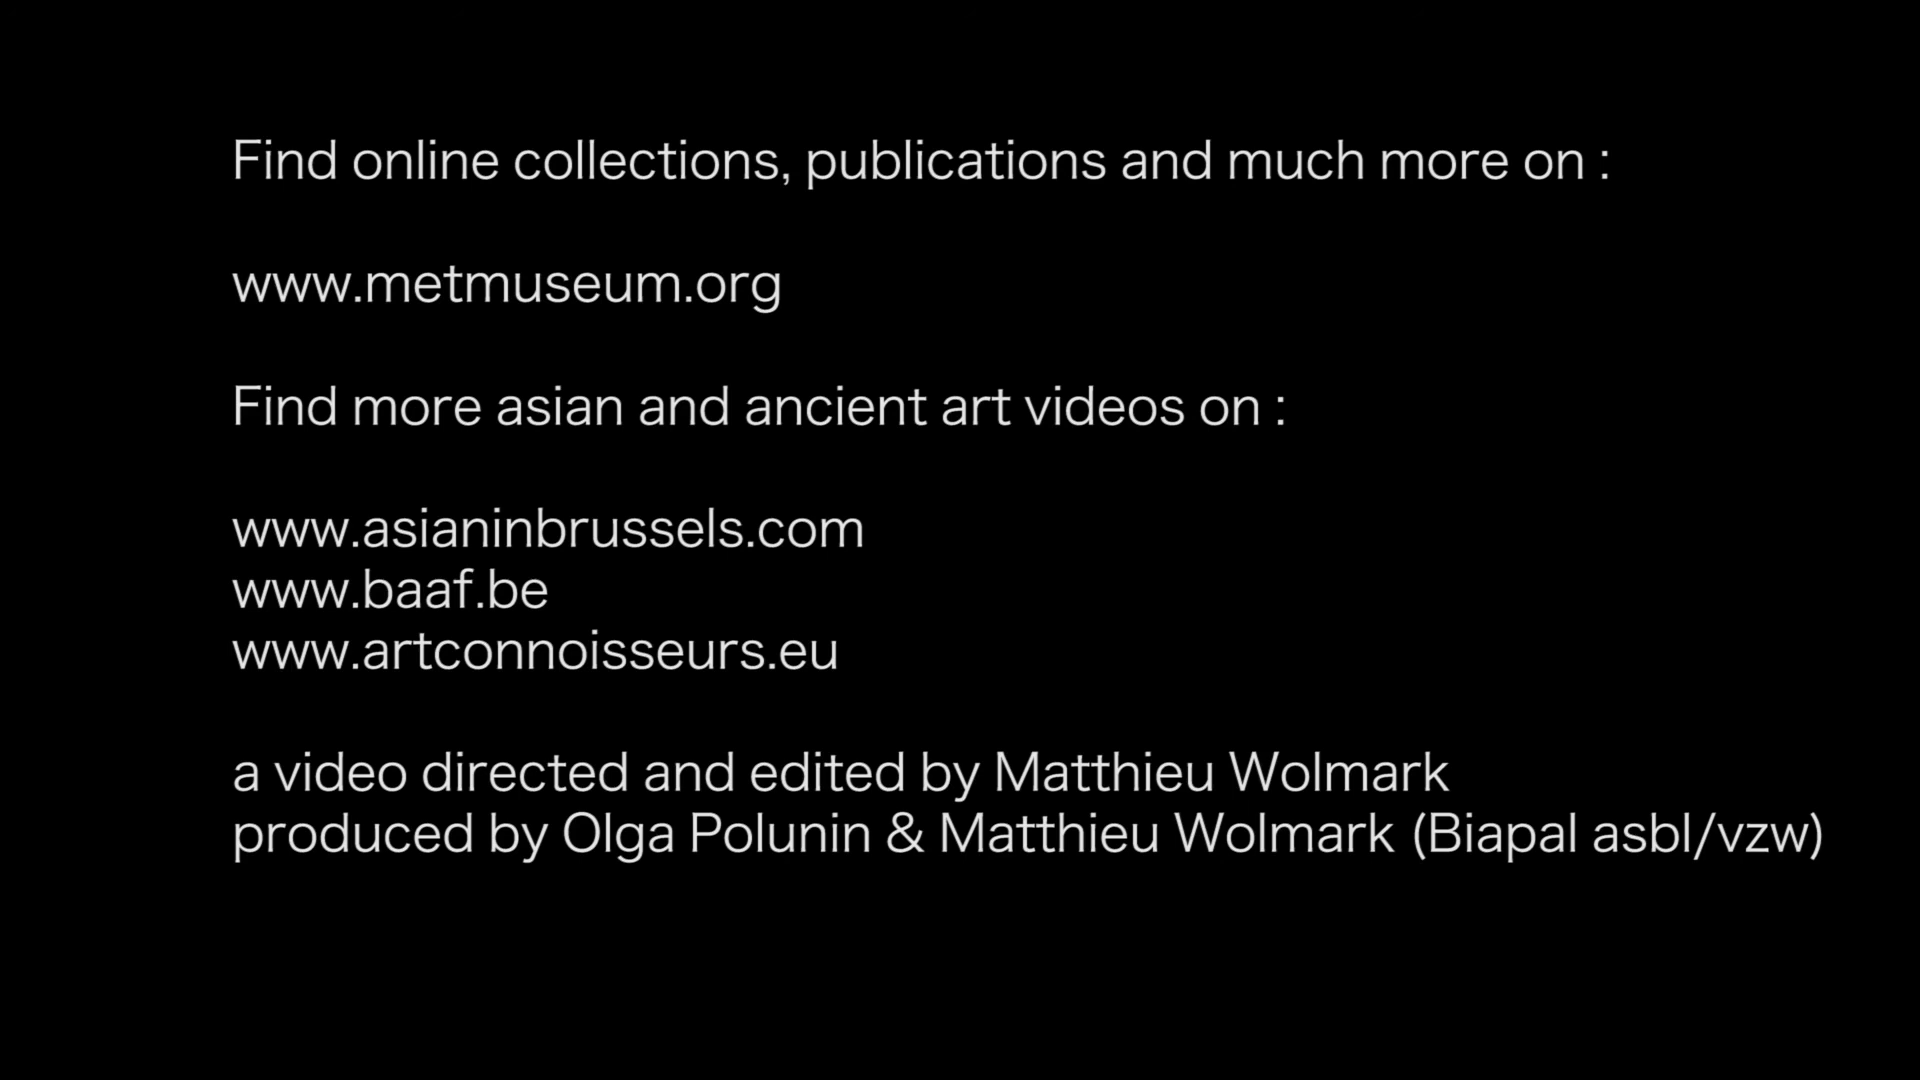 Find online collections, publications and much more on :
www.metmuseum.org
Find more asian and ancient art videos on :
www.asianinbrussels.com
www.baaf.be
www.artconnoisseurs.eu
a video directed and edited by Matthieu Wolmark
produced by Olga Polunin & Matthieu Wolmark (Biapal asbl/vzw)